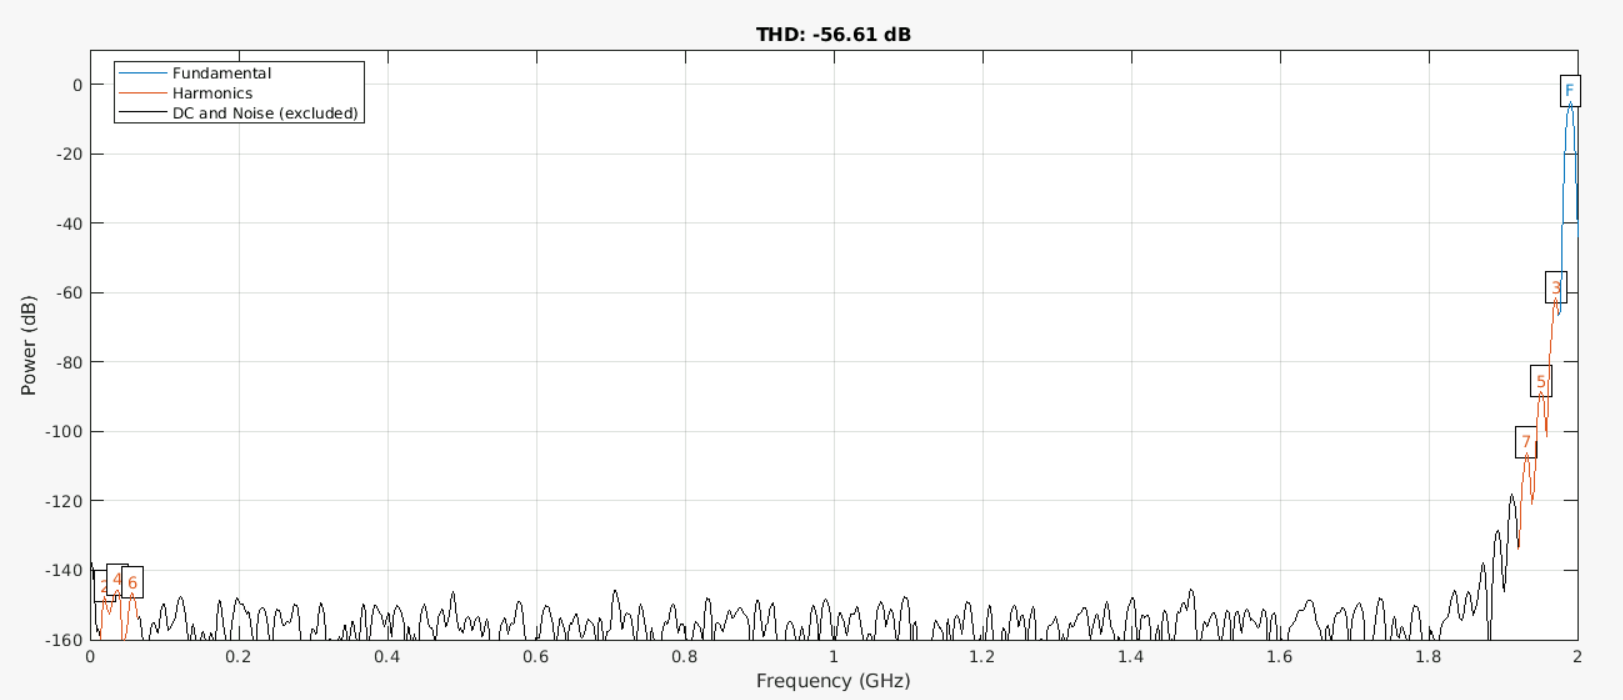 THD: -56.61 dB
Fundamental
Harmonics
DC and Noise (excluded)
F
3
5
7
2
4
6
0
-20
-40
-60
-80
-100
-120
-140
-160
Power (dB)
0 0.2 0.4 0.6 0.8 1 1.2 1.4 1.6 1.8 2
Frequency (GHz)